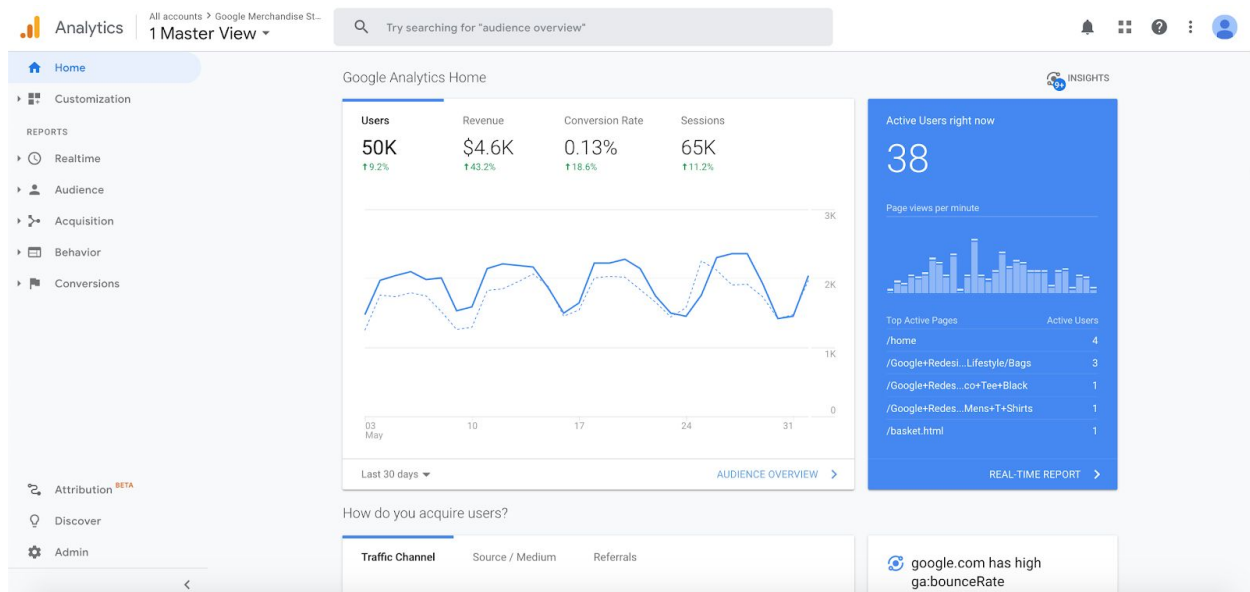 Analytics
All accounts > Google Merchandise St...
1 Master View
Try searching for "audience overview"
Home
Customization
REPORTS
Realtime
Audience
Acquisition
Behavior
Conversions
Attribution BETA
Discover
Admin
Google Analytics Home
9+ INSIGHTS
Users Revenue Conversion Rate Sessions
50K $4.6K 0.13% 65K
↑9.2% ↑43.2% ↑18.6% ↑11.2%
3K
2K
1K
0
03 10 17 24 31
May
Last 30 days
AUDIENCE OVERVIEW
Active Users right now
38
Page views per minute
Top Active Pages Active Users
/home 4
/Google+Redesi...Lifestyle/Bags 3
/Google+Redes...co+Tee+Black 1
/Google+Redes...Mens+T+Shirts 1
/basket.html 1
REAL-TIME REPORT
How do you acquire users?
Traffic Channel Source / Medium Referrals
google.com has high
ga:bounceRate